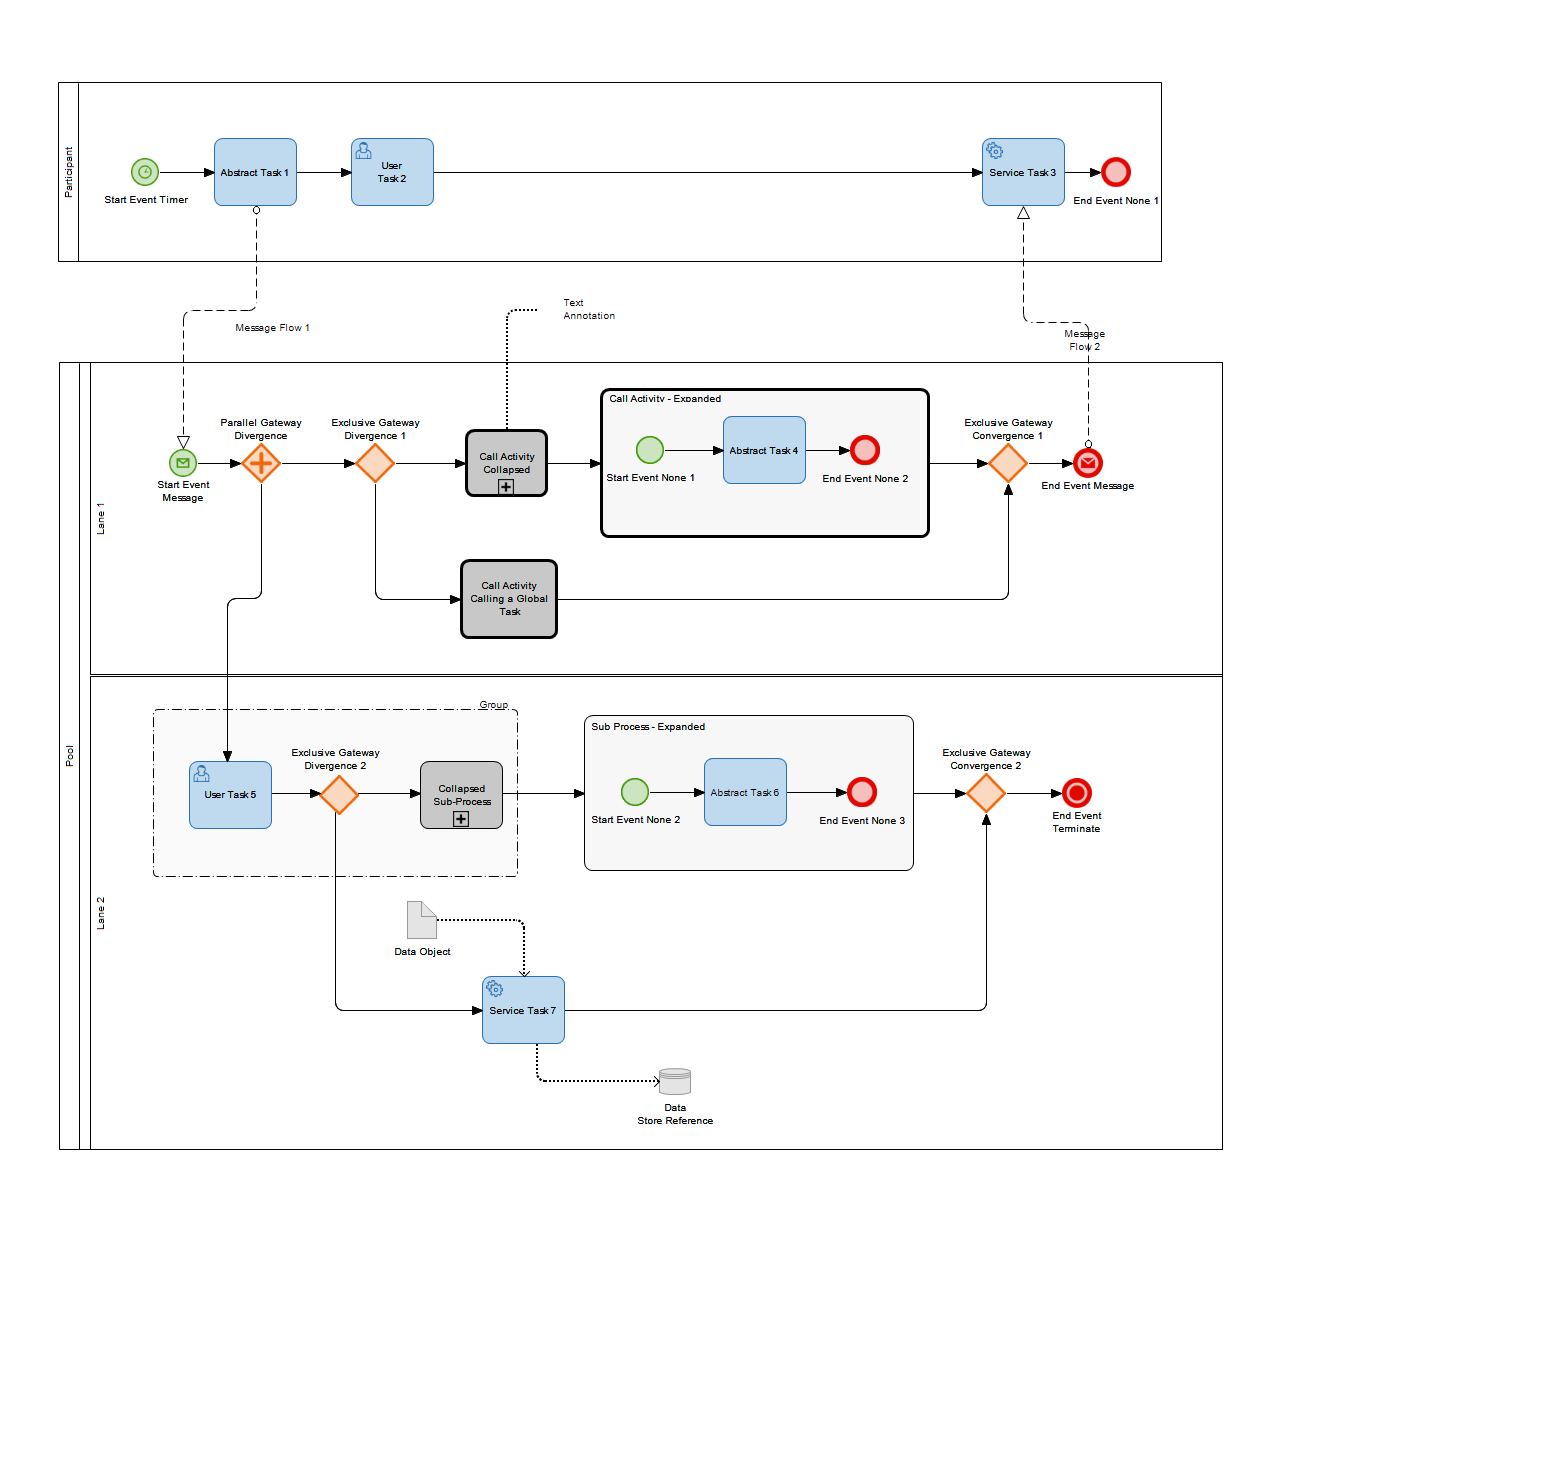 Participant
Start Event Timer
Abstract Task 1
User
Task 2
Service Task 3
End Event None 1
Message Flow 1
Text
Annotation
Message
Flow 2
Pool
Lane 1
Start Event
Message
Parallel Gateway
Divergence
Exclusive Gateway
Divergence 1
Call Activity
Collapsed
Call Activity - Expanded
Start Event None 1
Abstract Task 4
End Event None 2
Exclusive Gateway
Convergence 1
End Event Message
Call Activity
Calling a Global
Task
Lane 2
Group
User Task 5
Exclusive Gateway
Divergence 2
Collapsed
Sub-Process
Sub Process - Expanded
Start Event None 2
Abstract Task 6
End Event None 3
Exclusive Gateway
Convergence 2
End Event
Terminate
Data Object
Service Task 7
Data
Store Reference